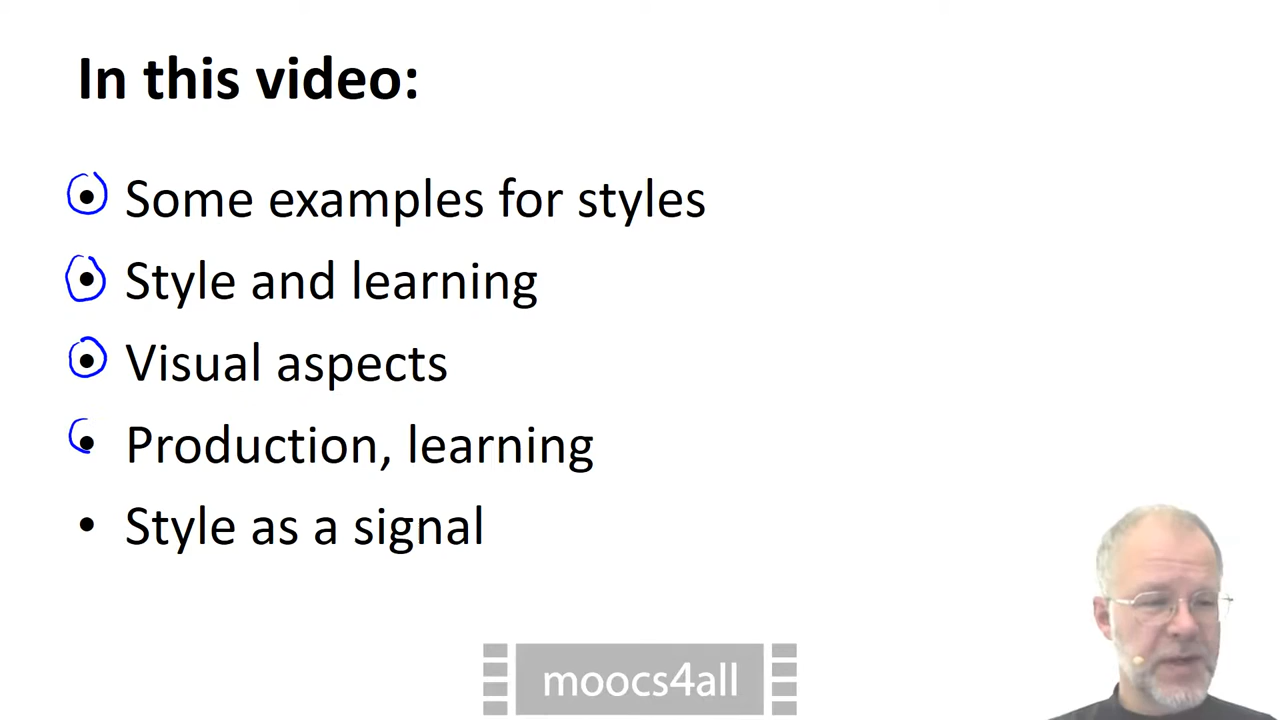 In this video:
• Some examples for styles
• Style and learning
• Visual aspects
• Production, learning
• Style as a signal
moocs4all